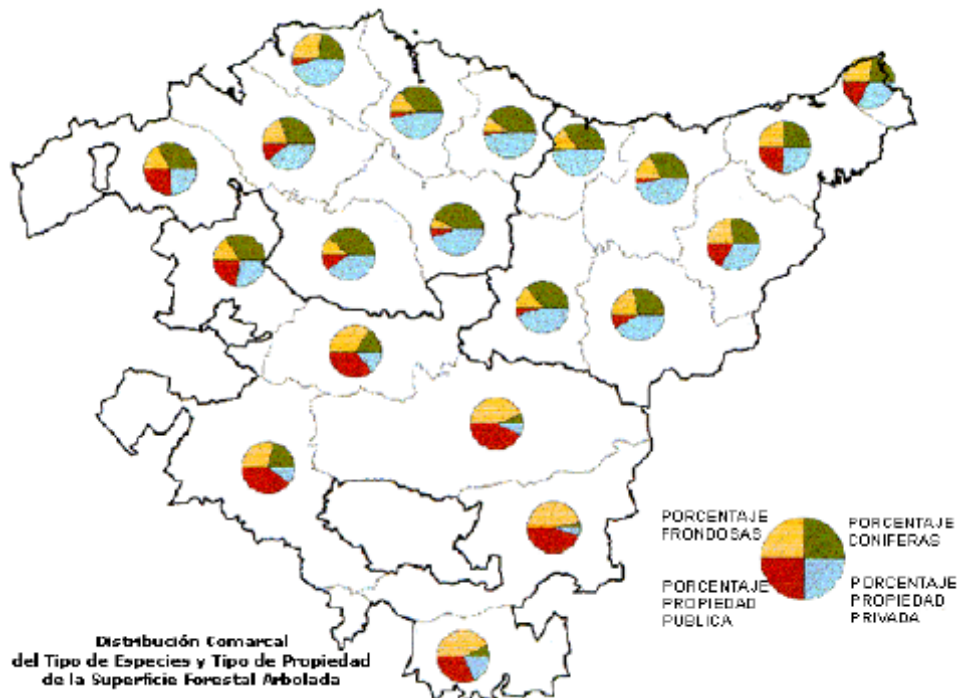 PORCENTAJE
FRONDOSAS
PORCENTAJE
CONIFERAS
PORCENTAJE
PROPIEDAD
PUBLICA
PORCENTAJE
PROPIEDAD
PRIVADA
Distribución Comarcal
del Tipo de Especies y Tipo de Propiedad
de la Superficie Forestal Arbolada